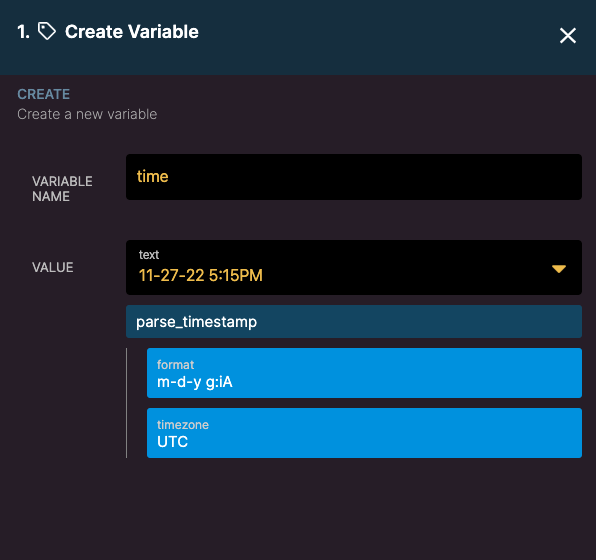 1. Create Variable
CREATE
Create a new variable
VARIABLE
NAME
time
VALUE
text
11-27-22 5:15PM
parse_timestamp
format
m-d-y g:iA
timezone
UTC